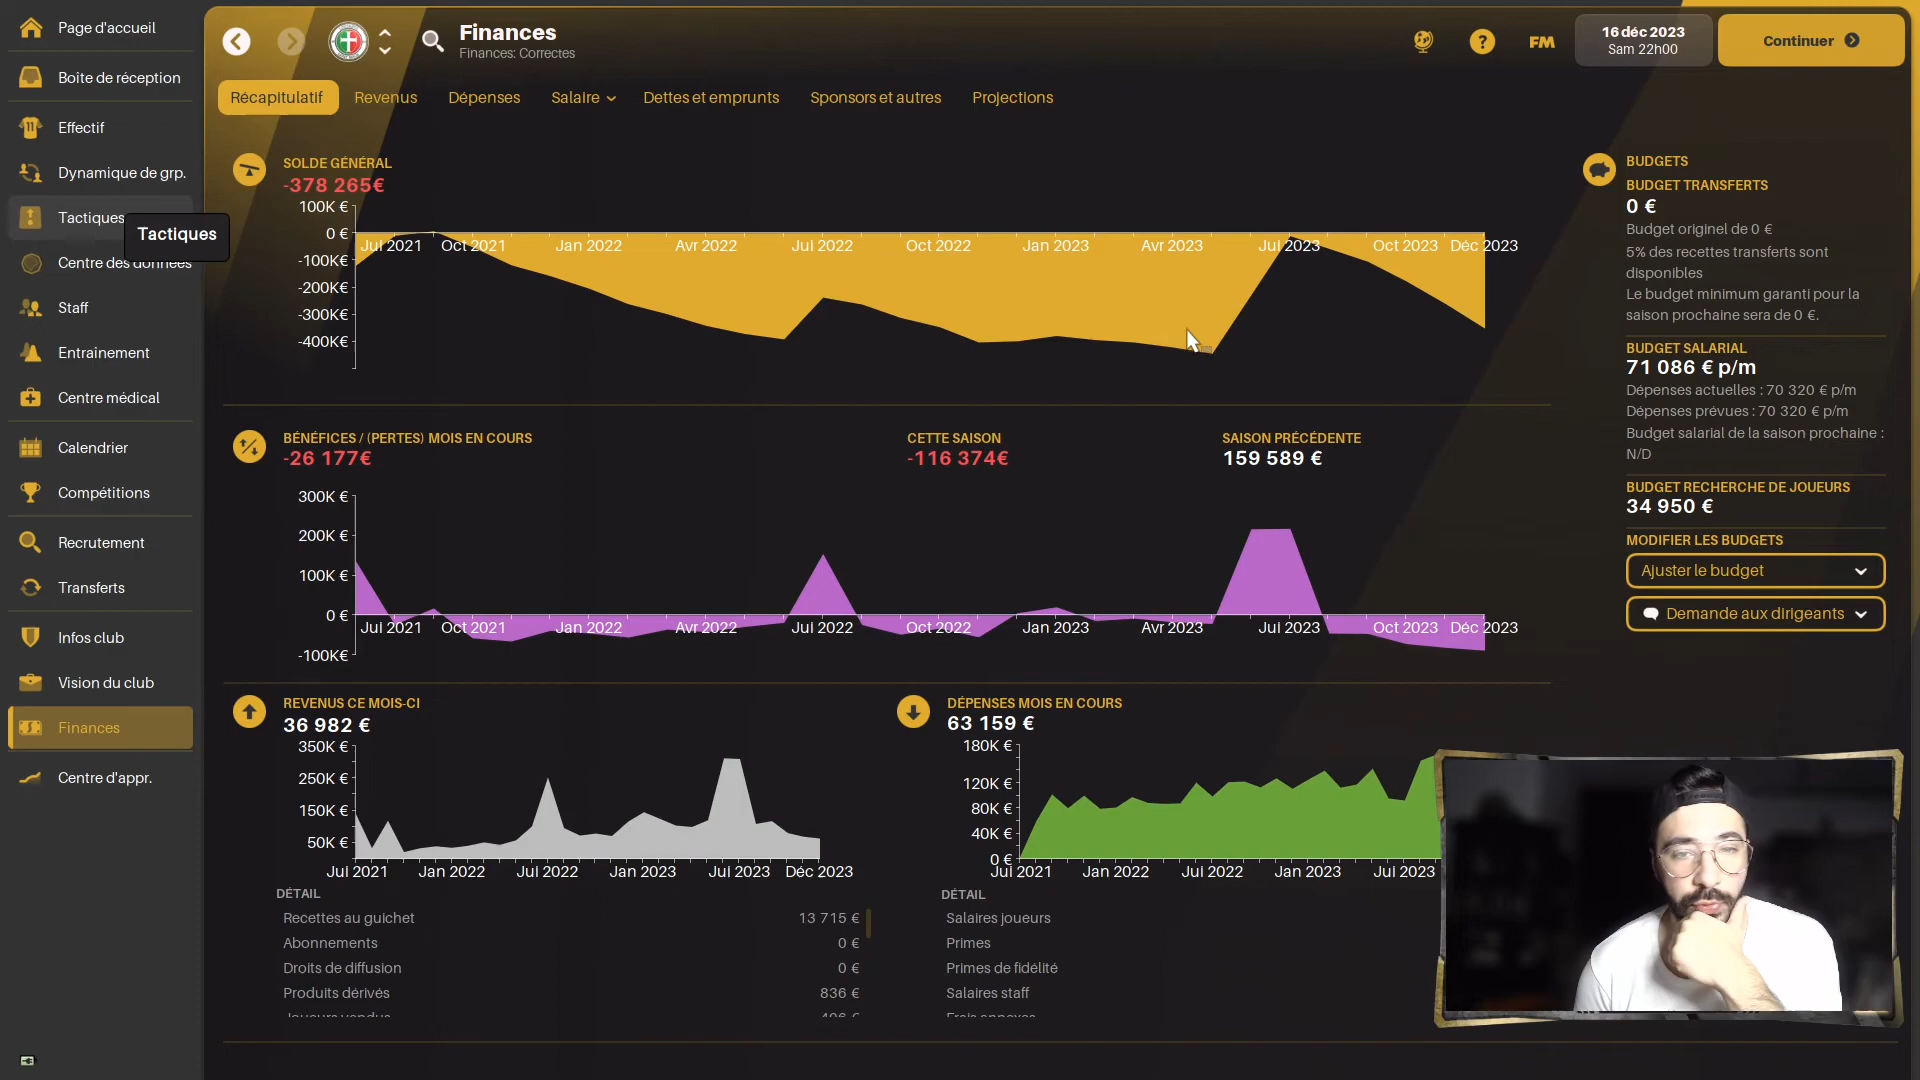 Page d'accueil
Boite de réception
Effectif
Dynamique de grp.
Tactiques
Tactiques
Centre des données
Staff
Entrainement
Centre médical
Calendrier
Compétitions
Recrutement
Transferts
Infos club
Vision du club
Finances
Centre d'appr.
Finances
Finances: Correctes
?
FM
16 déc 2023
Sam 22h00
Continuer
Récapitulatif
Revenus
Dépenses
Salaire
Dettes et emprunts
Sponsors et autres
Projections
SOLDE GÉNÉRAL
-378 265€
100K €
0 €
-100K€
-200K€
-300K€
-400K€
Jul 2021 Oct 2021 Jan 2022 Avr 2022 Jul 2022 Oct 2022 Jan 2023 Avr 2023 Jul 2023 Oct 2023 Déc 2023
BÉNÉFICES / (PERTES) MOIS EN COURS
-26 177€
CETTE SAISON
-116 374€
SAISON PRÉCÉDENTE
159 589 €
300K €
200K €
100K €
0 €
-100K€
Jul 2021 Oct 2021 Jan 2022 Avr 2022 Jul 2022 Oct 2022 Jan 2023 Avr 2023 Jul 2023 Oct 2023 Déc 2023
REVENUS CE MOIS-CI
36 982 €
350K €
250K €
150K €
50K €
Jul 2021 Jan 2022 Jul 2022 Jan 2023 Jul 2023 Déc 2023
DÉTAIL
Recettes au guichet 13 715 €
Abonnements 0 €
Droits de diffusion 0 €
Produits dérivés 836 €
Joueurs vendus
DÉPENSES MOIS EN COURS
63 159 €
180K €
120K €
80K €
40K €
0 €
Jul 2021 Jan 2022 Jul 2022 Jan 2023 Jul 2023
DÉTAIL
Salaires joueurs
Primes
Primes de fidélité
Salaires staff
Frais annexes
BUDGETS
BUDGET TRANSFERTS
0 €
Budget originel de 0 €
5% des recettes transferts sont
disponibles
Le budget minimum garanti pour la
saison prochaine sera de 0 €.
BUDGET SALARIAL
71 086 € p/m
Dépenses actuelles : 70 320 € p/m
Dépenses prévues : 70 320 € p/m
Budget salarial de la saison prochaine :
N/D
BUDGET RECHERCHE DE JOUEURS
34 950 €
MODIFIER LES BUDGETS
Ajuster le budget
Demande aux dirigeants